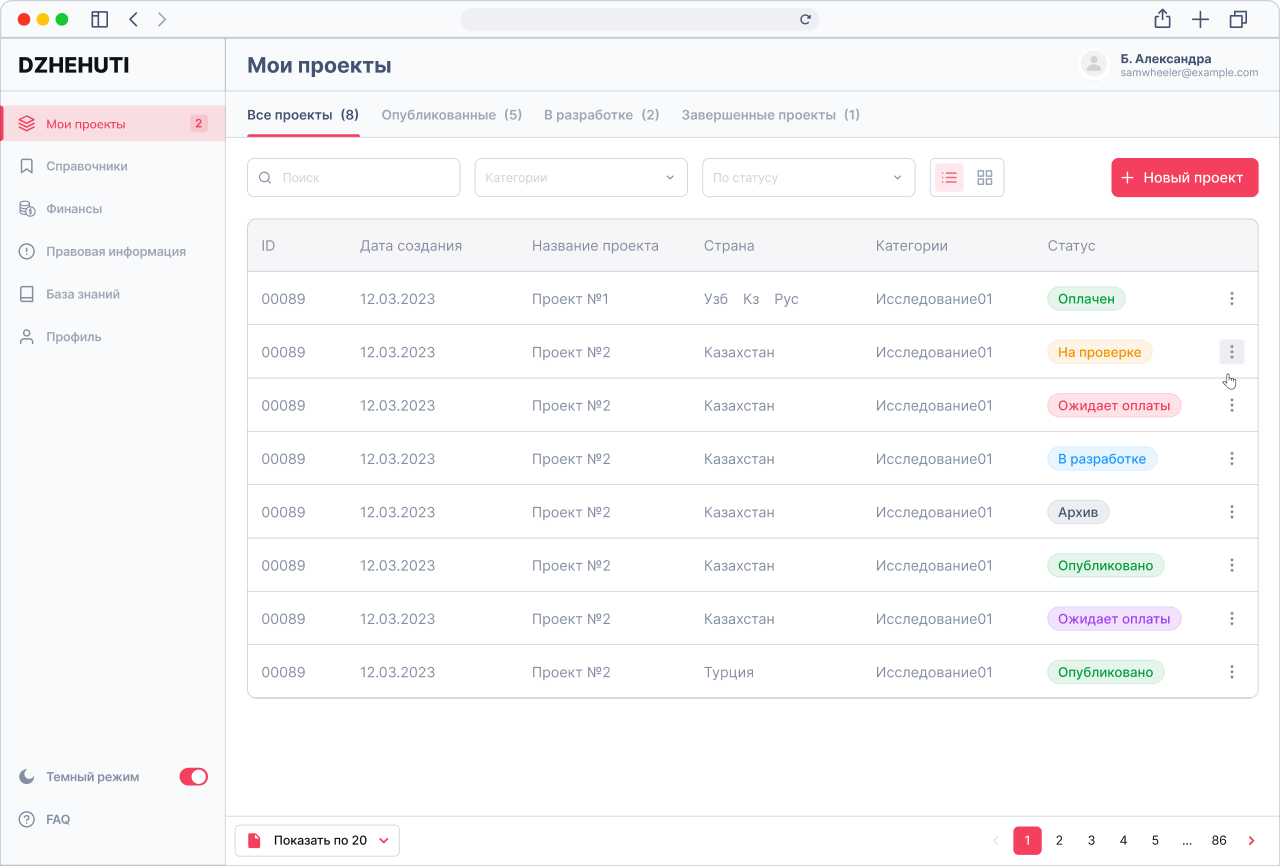 DZHEHUTI
Мои проекты
Б. Александра
samwheeler@example.com
Мои проекты 2
Справочники
Финансы
Правовая информация
База знаний
Профиль
Темный режим
FAQ
Все проекты (8) Опубликованные (5) В разработке (2) Завершенные проекты (1)
Поиск Категории По статусу + Новый проект
ID Дата создания Название проекта Страна Категории Статус
00089 12.03.2023 Проект №1 Узб Кз Рус Исследование01 Оплачен
00089 12.03.2023 Проект №2 Казахстан Исследование01 На проверке
00089 12.03.2023 Проект №2 Казахстан Исследование01 Ожидает оплаты
00089 12.03.2023 Проект №2 Казахстан Исследование01 В разработке
00089 12.03.2023 Проект №2 Казахстан Исследование01 Архив
00089 12.03.2023 Проект №2 Казахстан Исследование01 Опубликовано
00089 12.03.2023 Проект №2 Казахстан Исследование01 Ожидает оплаты
00089 12.03.2023 Проект №2 Турция Исследование01 Опубликовано
Показать по 20 1 2 3 4 5 ... 86